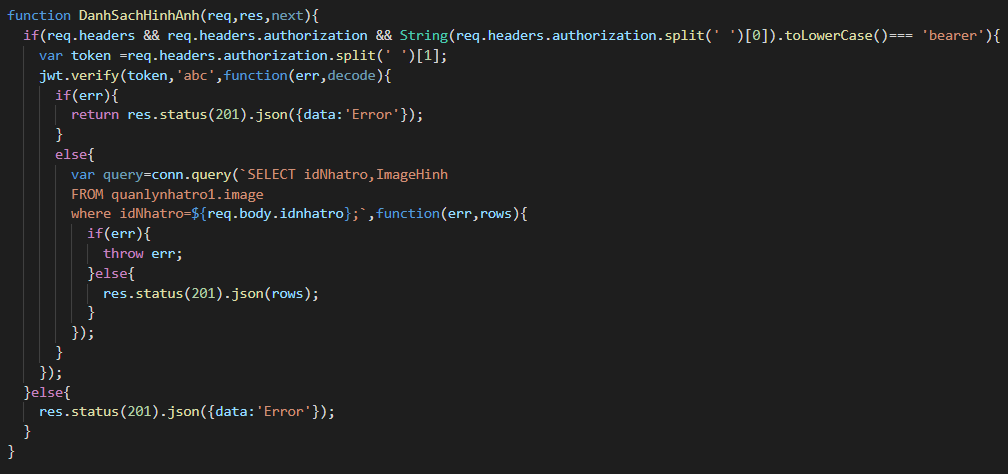 function DanhSachHinhAnh(req,res,next){
if(req.headers && req.headers.authorization && String(req.headers.authorization.split(' ')[0]).toLowerCase()=== 'bearer'){
var token =req.headers.authorization.split(' ')[1];
jwt.verify(token,'abc',function(err,decode){
if(err){
return res.status(201).json({data:'Error'});
}
else{
var query=conn.query(`SELECT idNhatro,ImageHinh
FROM quanlynhatro1.image
where idNhatro=${req.body.idnhatro};`,function(err,rows){
if(err){
throw err;
}else{
res.status(201).json(rows);
}
});
}
});
}else{
res.status(201).json({data:'Error'});
}
}